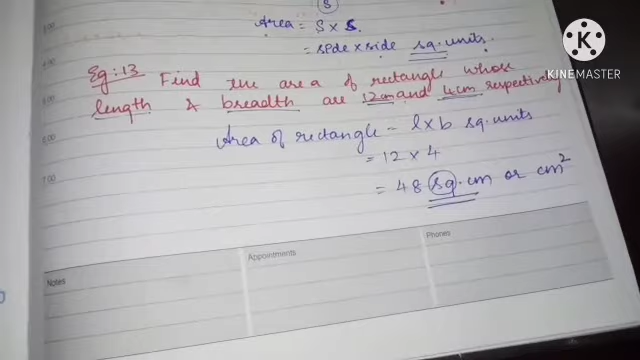 S
Area = S x S.
= side x side sq. units.
Eg: 13 Find the area of rectangle whose
length & breadth are 12cm and 4cm respectively
Area of rectangle = l x b sq. units
= 12 x 4
= 48 sq. cm or cm²
Notes
Appointments
Phones
K
KINEMASTER